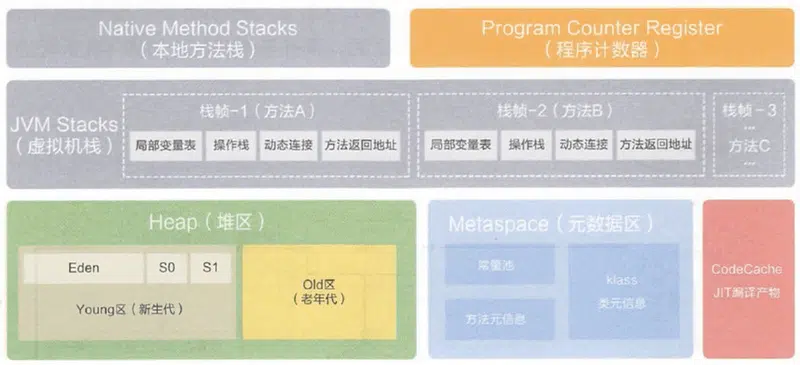 Native Method Stacks
（本地方法栈）
Program Counter Register
（程序计数器）
JVM Stacks
（虚拟机栈）
栈帧-1（方法A）
局部变量表
操作栈
动态连接
方法返回地址
栈帧-2（方法B）
局部变量表
操作栈
动态连接
方法返回地址
栈帧-3
...
方法C
...
Heap（堆区）
Eden
S0
S1
Young区（新生代）
Old区
（老年代）
Metaspace（元数据区）
常量池
方法元信息
klass
类元信息
CodeCache
JIT编译产物